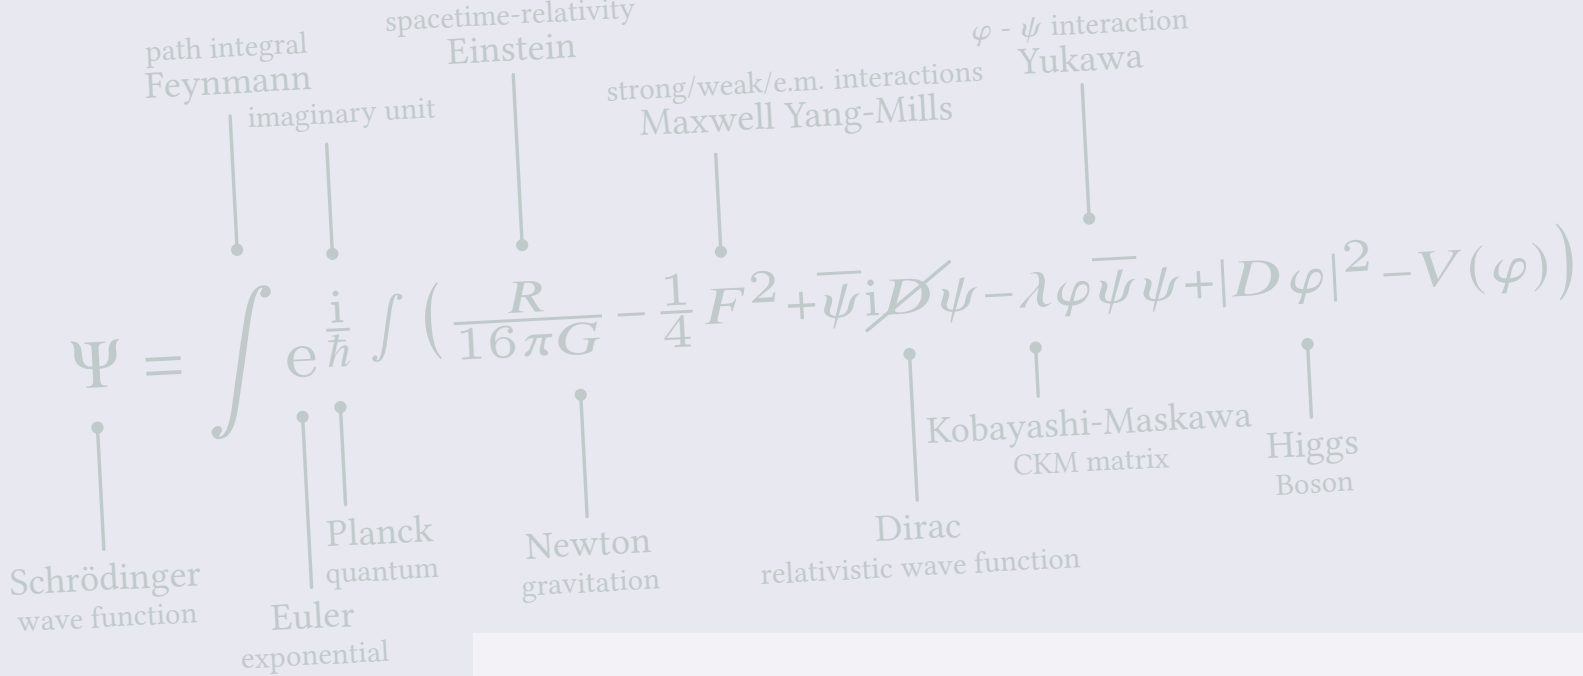 spacetime-relativity
Einstein
φ - ψ interaction
Yukawa
path integral
Feynmann
imaginary unit
strong/weak/e.m. interactions
Maxwell Yang-Mills
Ψ = ∫ e^{i/ħ ∫ ( R/16πG − 1/4 F² + ψ̅ i D̸ ψ − λ φ ψ̅ ψ + |D φ|² − V(φ) )}
Kobayashi-Maskawa
CKM matrix
Higgs
Boson
Dirac
relativistic wave function
Newton
gravitation
Planck
quantum
Schrödinger
wave function
Euler
exponential